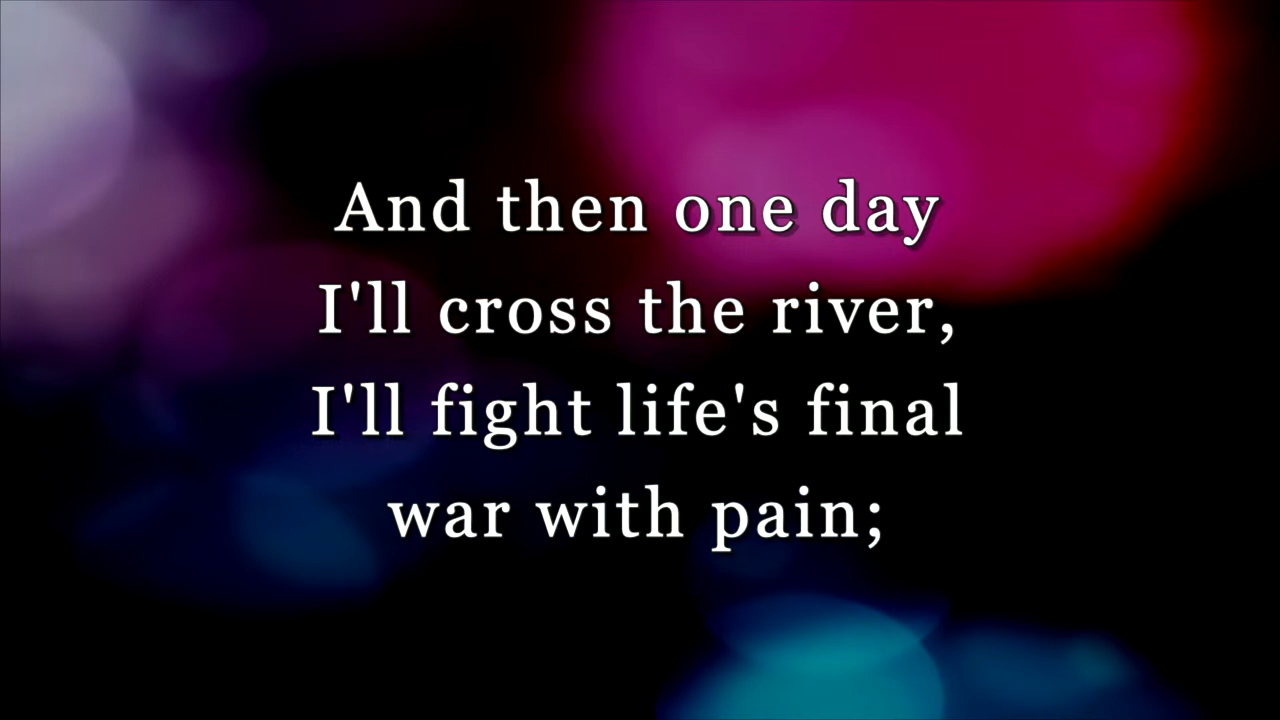 And then one day
I'll cross the river,
I'll fight life's final
war with pain;